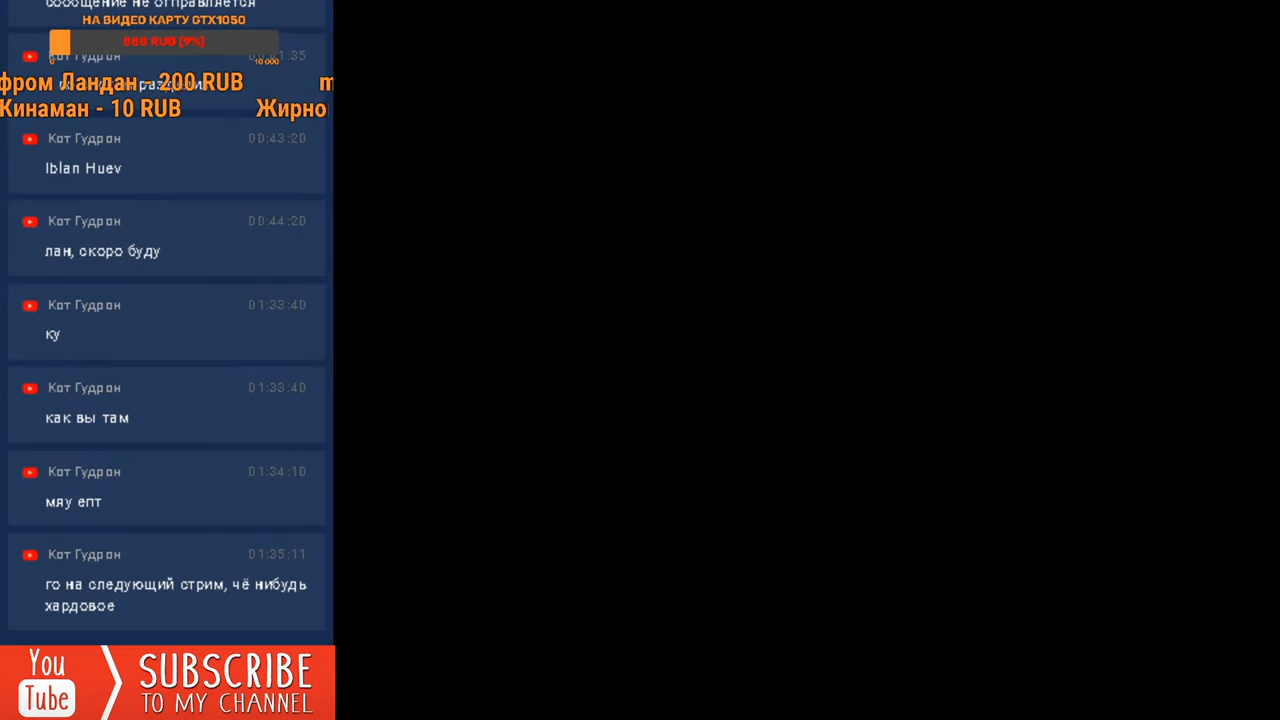 сообщение не отправляется
НА ВИДЕО КАРТУ GTX1050
888 RUB (9%)
0
10 000
Кот Гудрон
фром Ландан - 200 RUB
Кинаман - 10 RUB
Жирно
Кот Гудрон 00:43:20
Iblan Huev
Кот Гудрон 00:44:20
лан, скоро буду
Кот Гудрон 01:33:40
ку
Кот Гудрон 01:33:40
как вы там
Кот Гудрон 01:34:10
мяу епт
Кот Гудрон 01:35:11
го на следующий стрим, чё нибудь
хардовое
You
Tube
SUBSCRIBE
TO MY CHANNEL